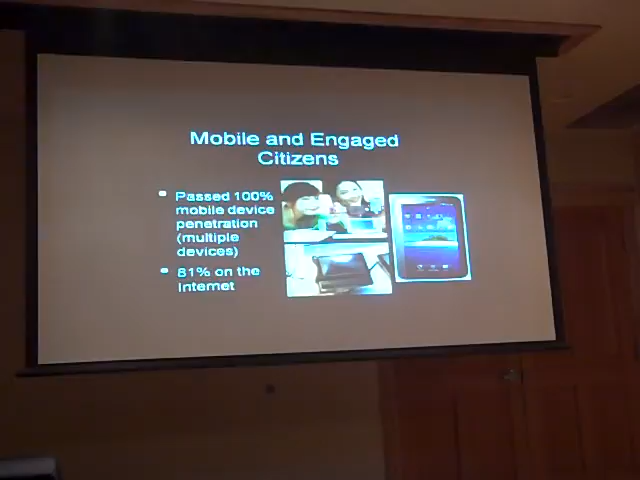 Mobile and Engaged
Citizens
Passed 100%
mobile device
penetration
(multiple
devices)
81% on the
Internet